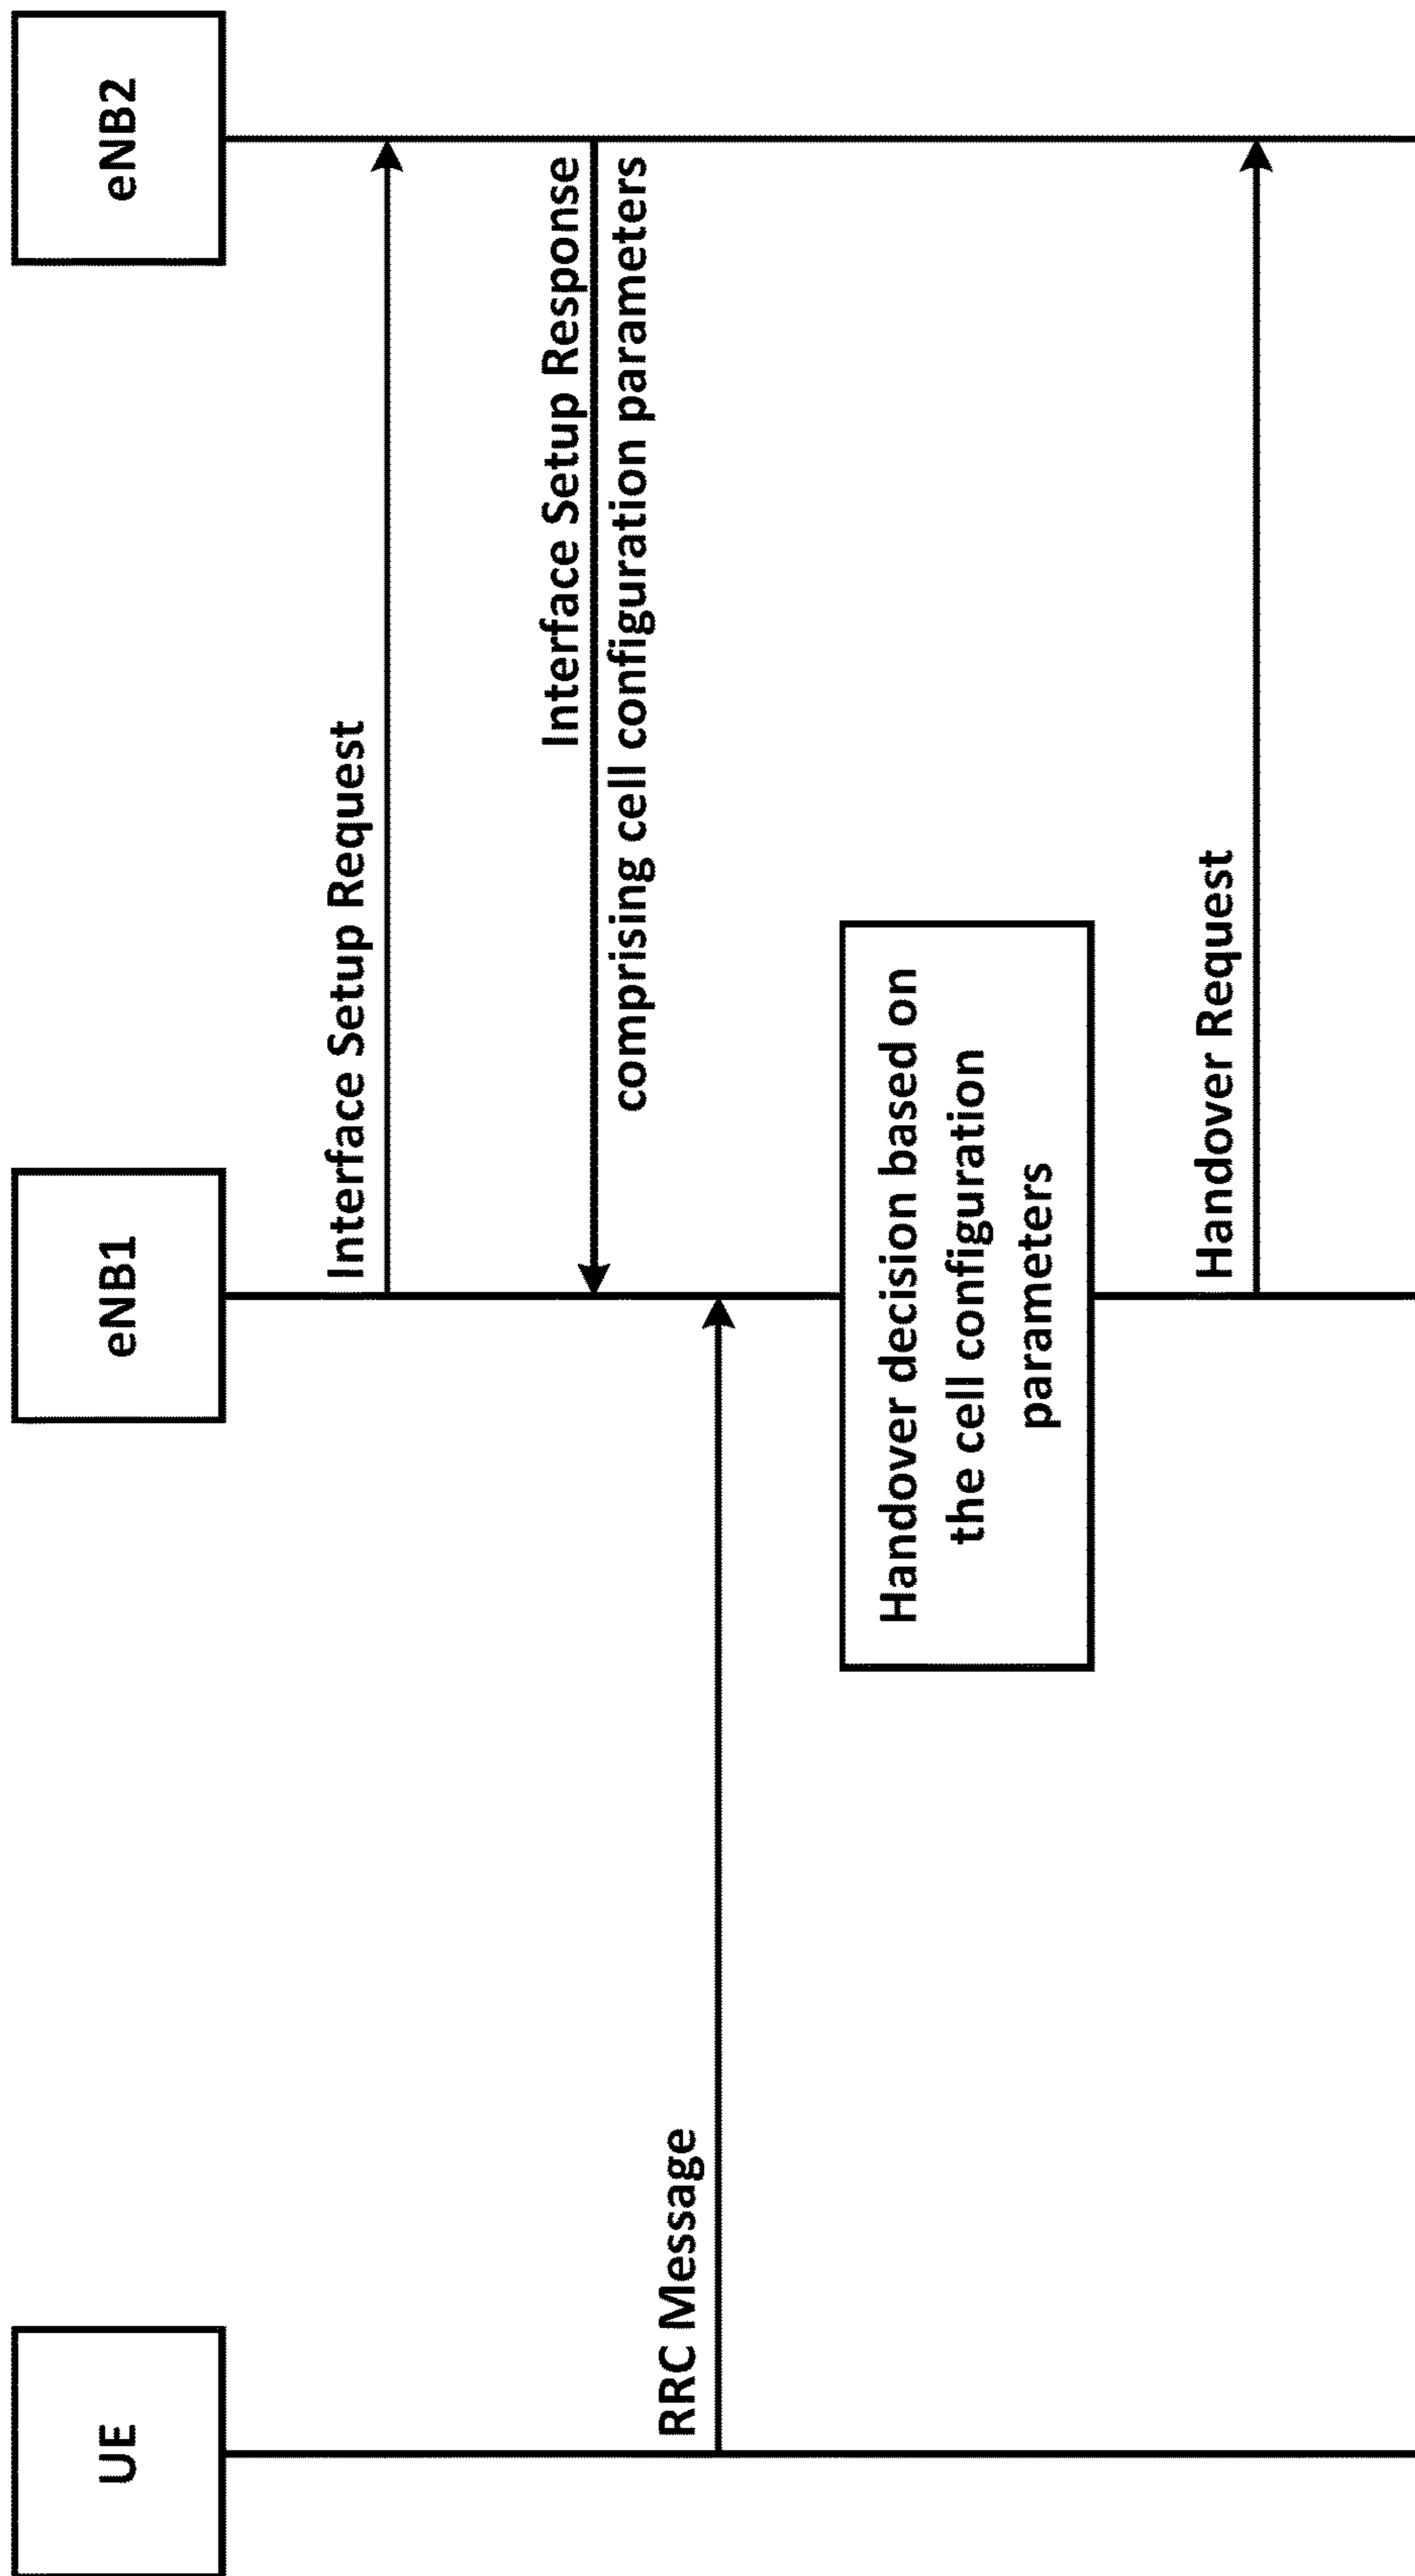 UE
eNB1
eNB2
Interface Setup Request
Interface Setup Response
comprising cell configuration parameters
RRC Message
Handover decision based on
the cell configuration
parameters
Handover Request